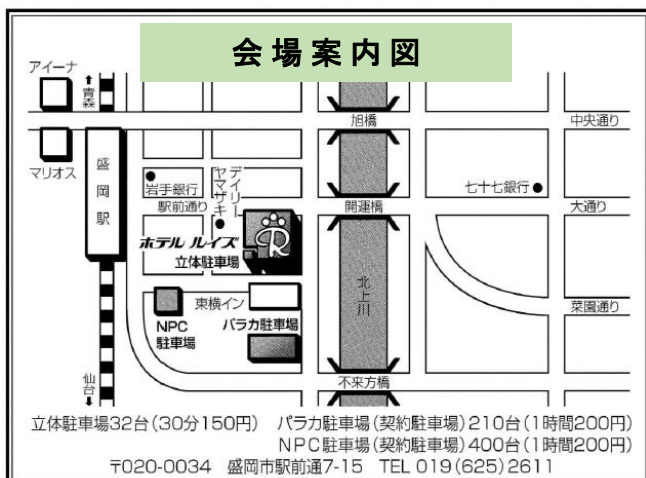 会場案内図
アイーナ
青森
旭橋
中央通り
マリオス
盛岡駅
岩手銀行
デイリーヤマザキ
七十七銀行
駅前通り
開運橋
大通り
ホテル ルイズ
R
立体駐車場
北上川
東横イン
菜園通り
NPC
駐車場
パラカ駐車場
仙台
不来方橋
立体駐車場32台(30分150円) パラカ駐車場(契約駐車場)210台(1時間200円)
NPC駐車場(契約駐車場)400台(1時間200円)
〒020-0034 盛岡市駅前通7-15 TEL 019(625)2611